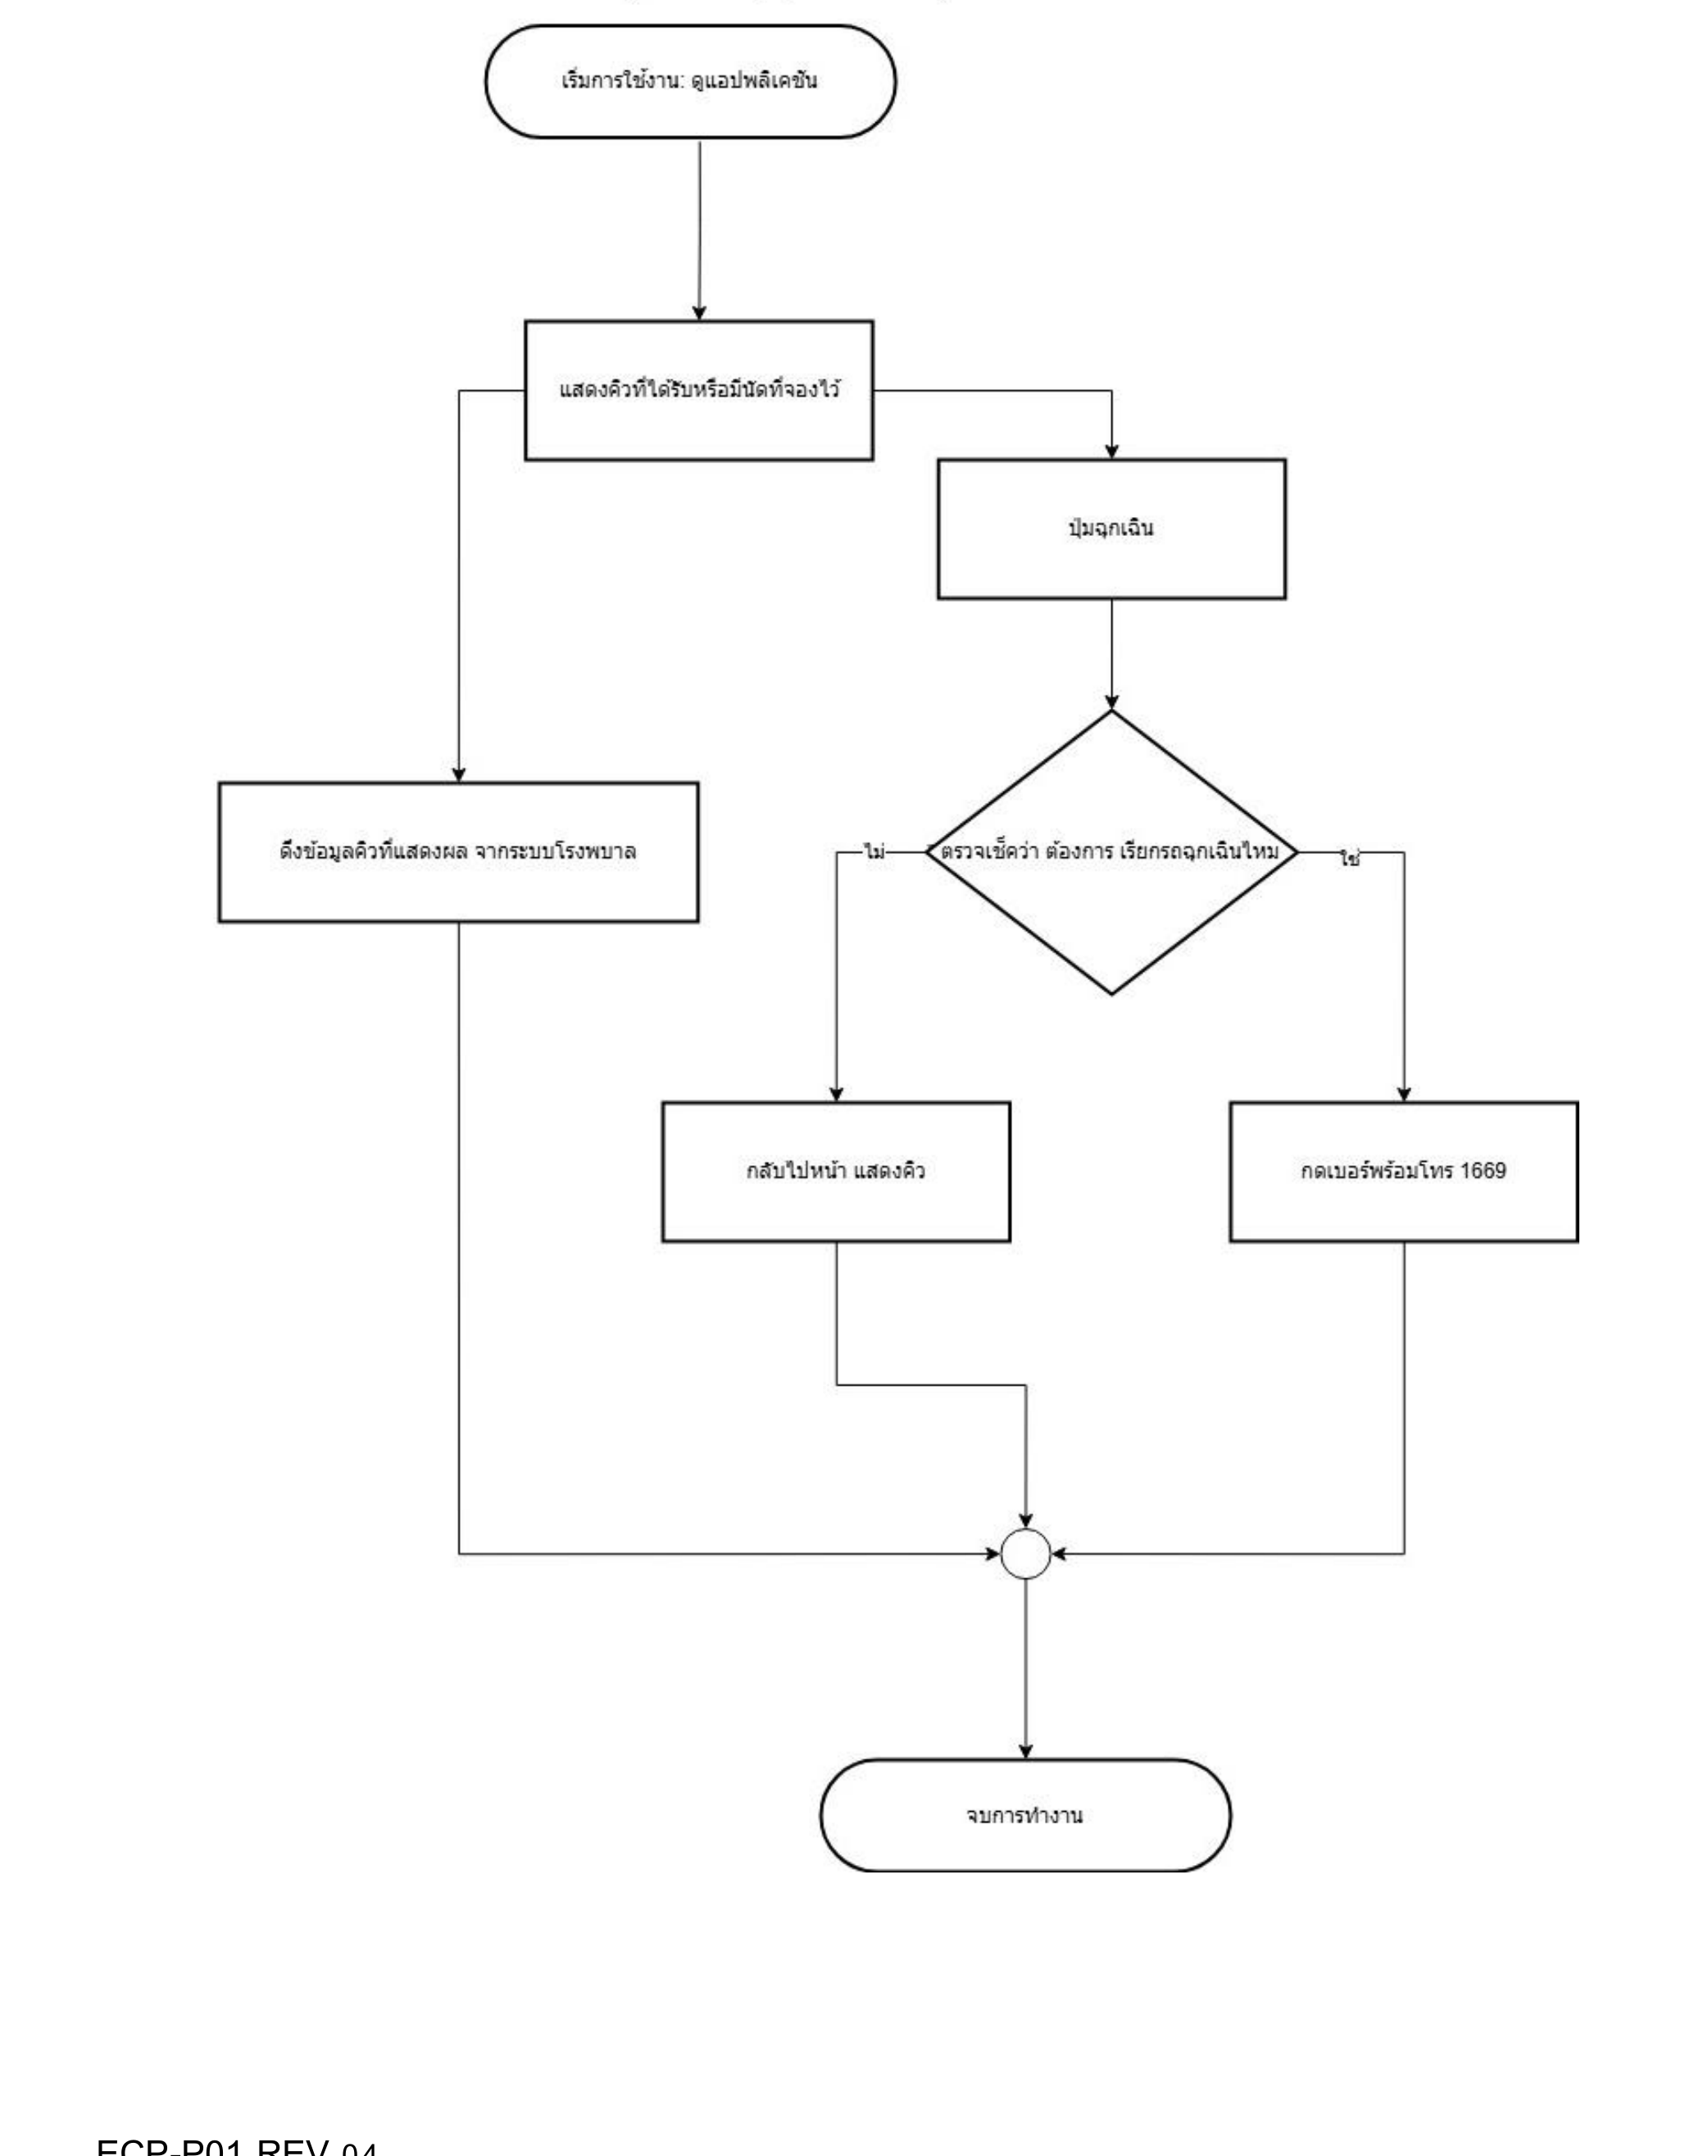 เริ่มการใช้งาน: ดูแอปพลิเคชัน
แสดงคิวที่ได้รับหรือมีนัดที่จองไว้
ปุ่มฉุกเฉิน
ดึงข้อมูลคิวที่แสดงผล จากระบบโรงพบาล
ไม่
ตรวจเช็คว่า ต้องการ เรียกรถฉุกเฉินไหม
ใช่
กลับไปหน้า แสดงคิว
กดเบอร์พร้อมโทร 1669
จบการทำงาน
ECP-P01 REV 04